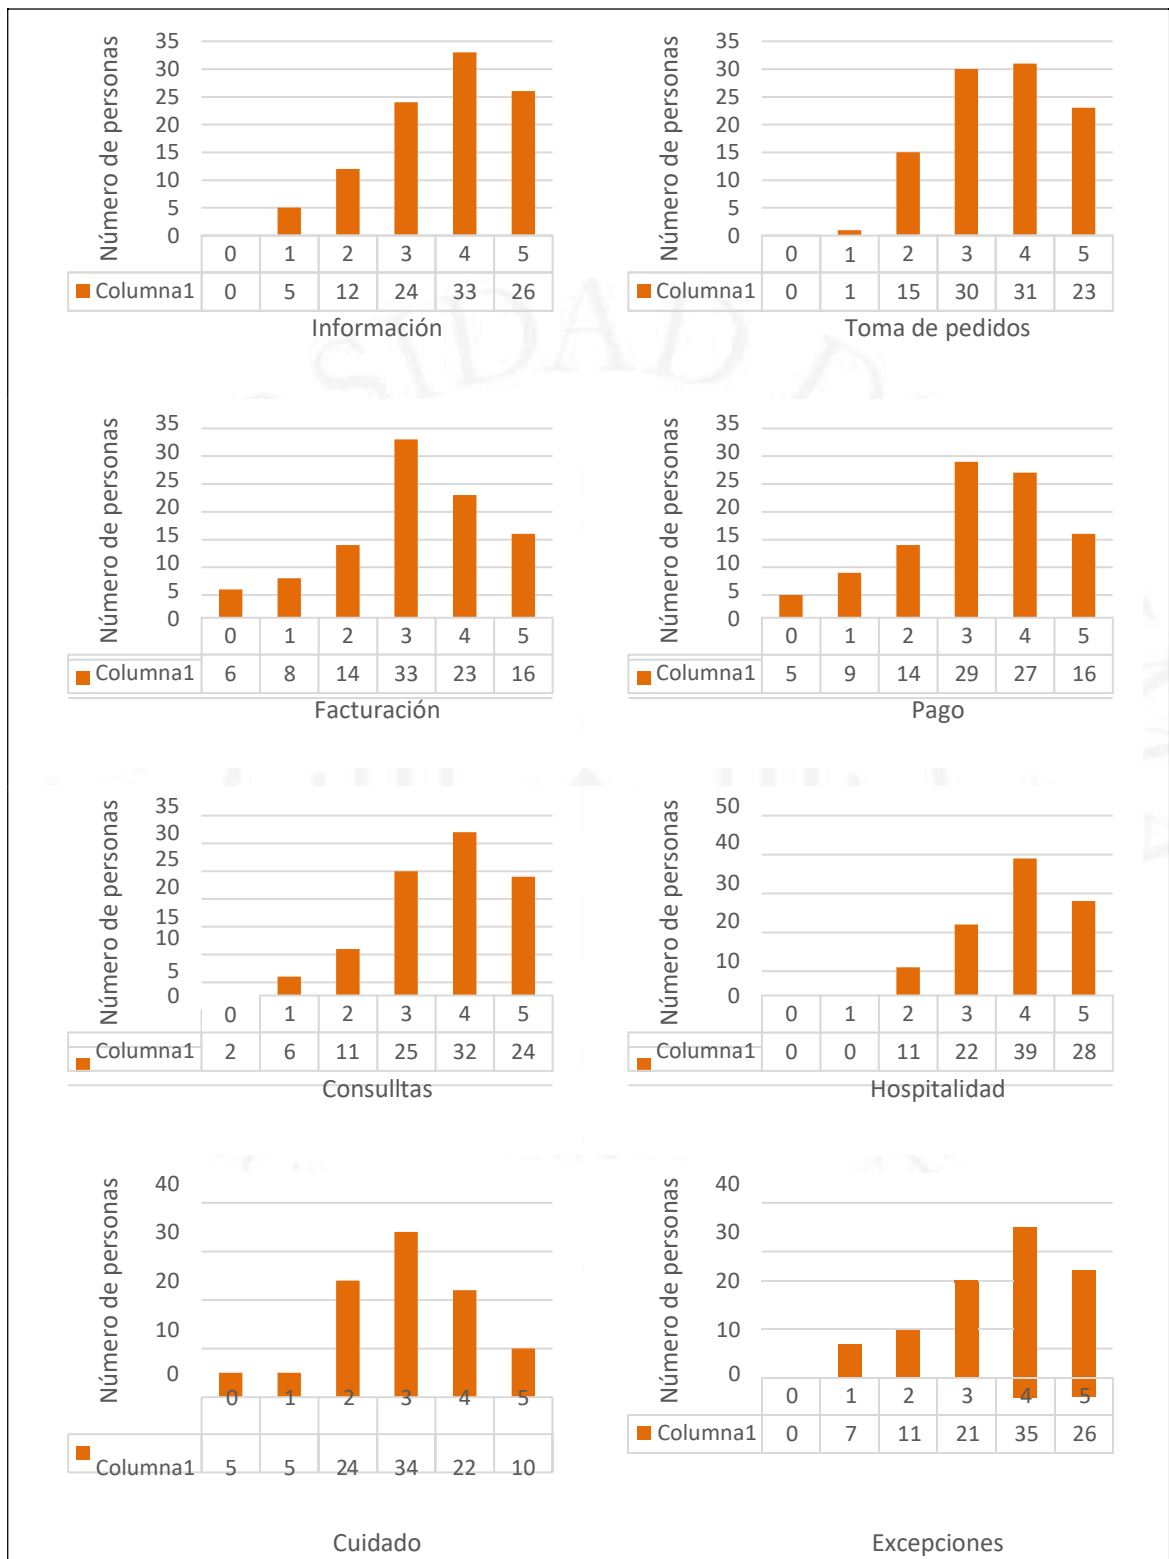 Número de personas
35
30
25
20
15
10
5
0
0 1 2 3 4 5
Columna1 0 5 12 24 33 26
Información
Número de personas
35
30
25
20
15
10
5
0
0 1 2 3 4 5
Columna1 0 1 15 30 31 23
Toma de pedidos
Número de personas
35
30
25
20
15
10
5
0
0 1 2 3 4 5
Columna1 6 8 14 33 23 16
Facturación
Número de personas
35
30
25
20
15
10
5
0
0 1 2 3 4 5
Columna1 5 9 14 29 27 16
Pago
Número de personas
35
30
25
20
15
10
5
0
0 1 2 3 4 5
Columna1 2 6 11 25 32 24
Consulltas
Número de personas
50
40
30
20
10
0
0 1 2 3 4 5
Columna1 0 0 11 22 39 28
Hospitalidad
Número de personas
40
30
20
10
0
0 1 2 3 4 5
Columna1 5 5 24 34 22 10
Cuidado
Número de personas
40
30
20
10
0
0 1 2 3 4 5
Columna1 0 7 11 21 35 26
Excepciones